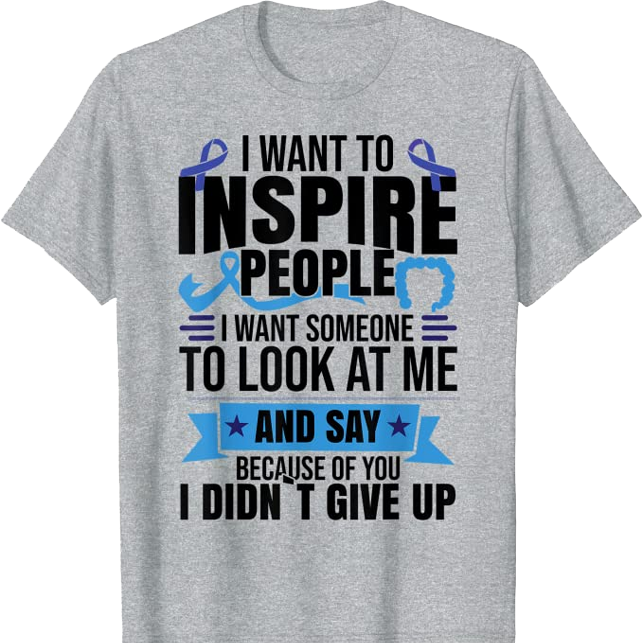 I WANT TO
INSPIRE
PEOPLE
I WANT SOMEONE
TO LOOK AT ME
AND SAY
BECAUSE OF YOU
I DIDN`T GIVE UP